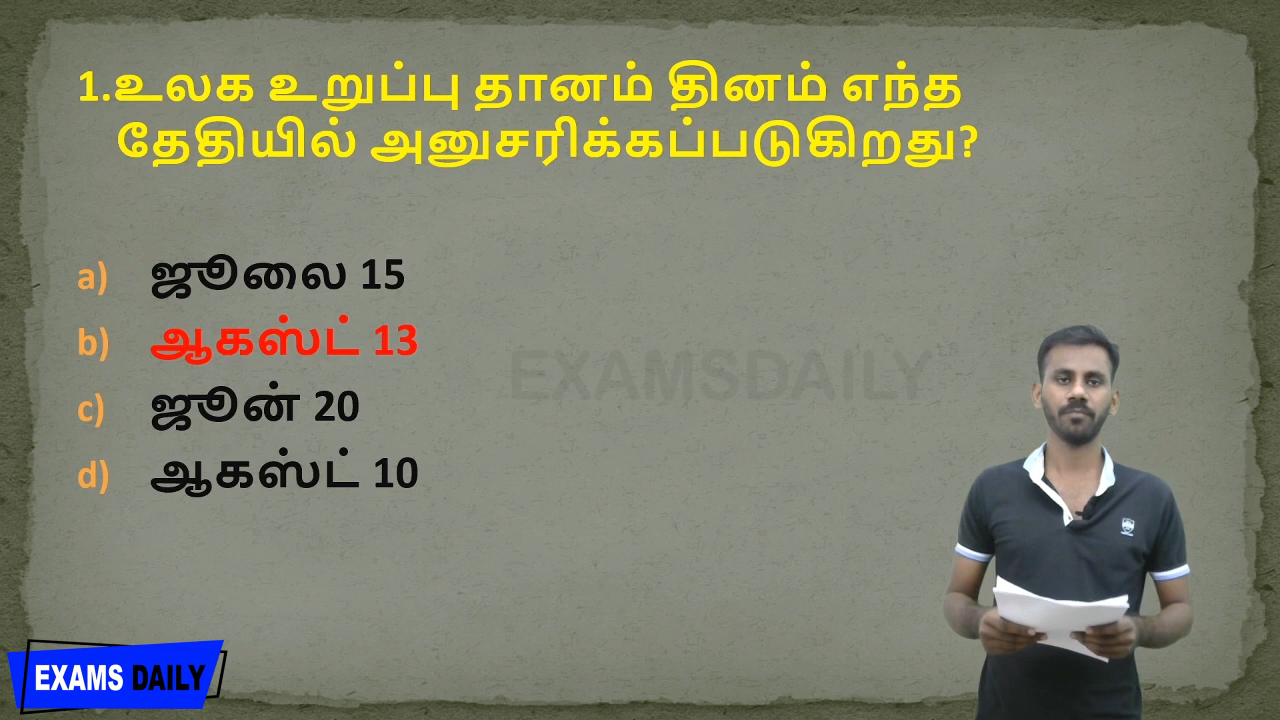 1.உலக உறுப்பு தானம் தினம் எந்த
தேதியில் அனுசரிக்கப்படுகிறது?
a) ஜூலை 15
b) ஆகஸ்ட் 13
c) ஜூன் 20
d) ஆகஸ்ட் 10
EXAMSDAILY
EXAMS DAILY